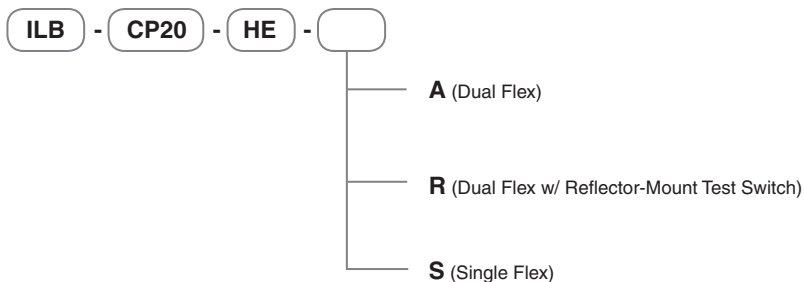 ILB - CP20 - HE -
A (Dual Flex)
R (Dual Flex w/ Reflector-Mount Test Switch)
S (Single Flex)